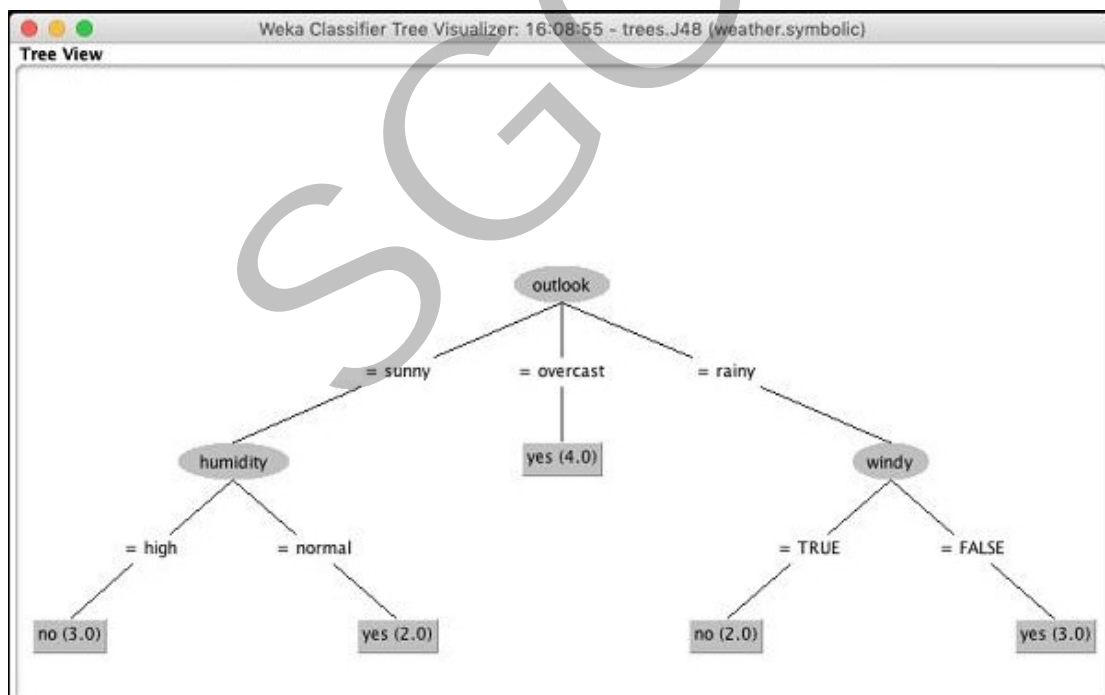 Weka Classifier Tree Visualizer: 16:08:55 - trees.J48 (weather.symbolic)
Tree View
outlook
= sunny = overcast = rainy
humidity yes (4.0) windy
= high = normal = TRUE = FALSE
no (3.0) yes (2.0) no (2.0) yes (3.0)